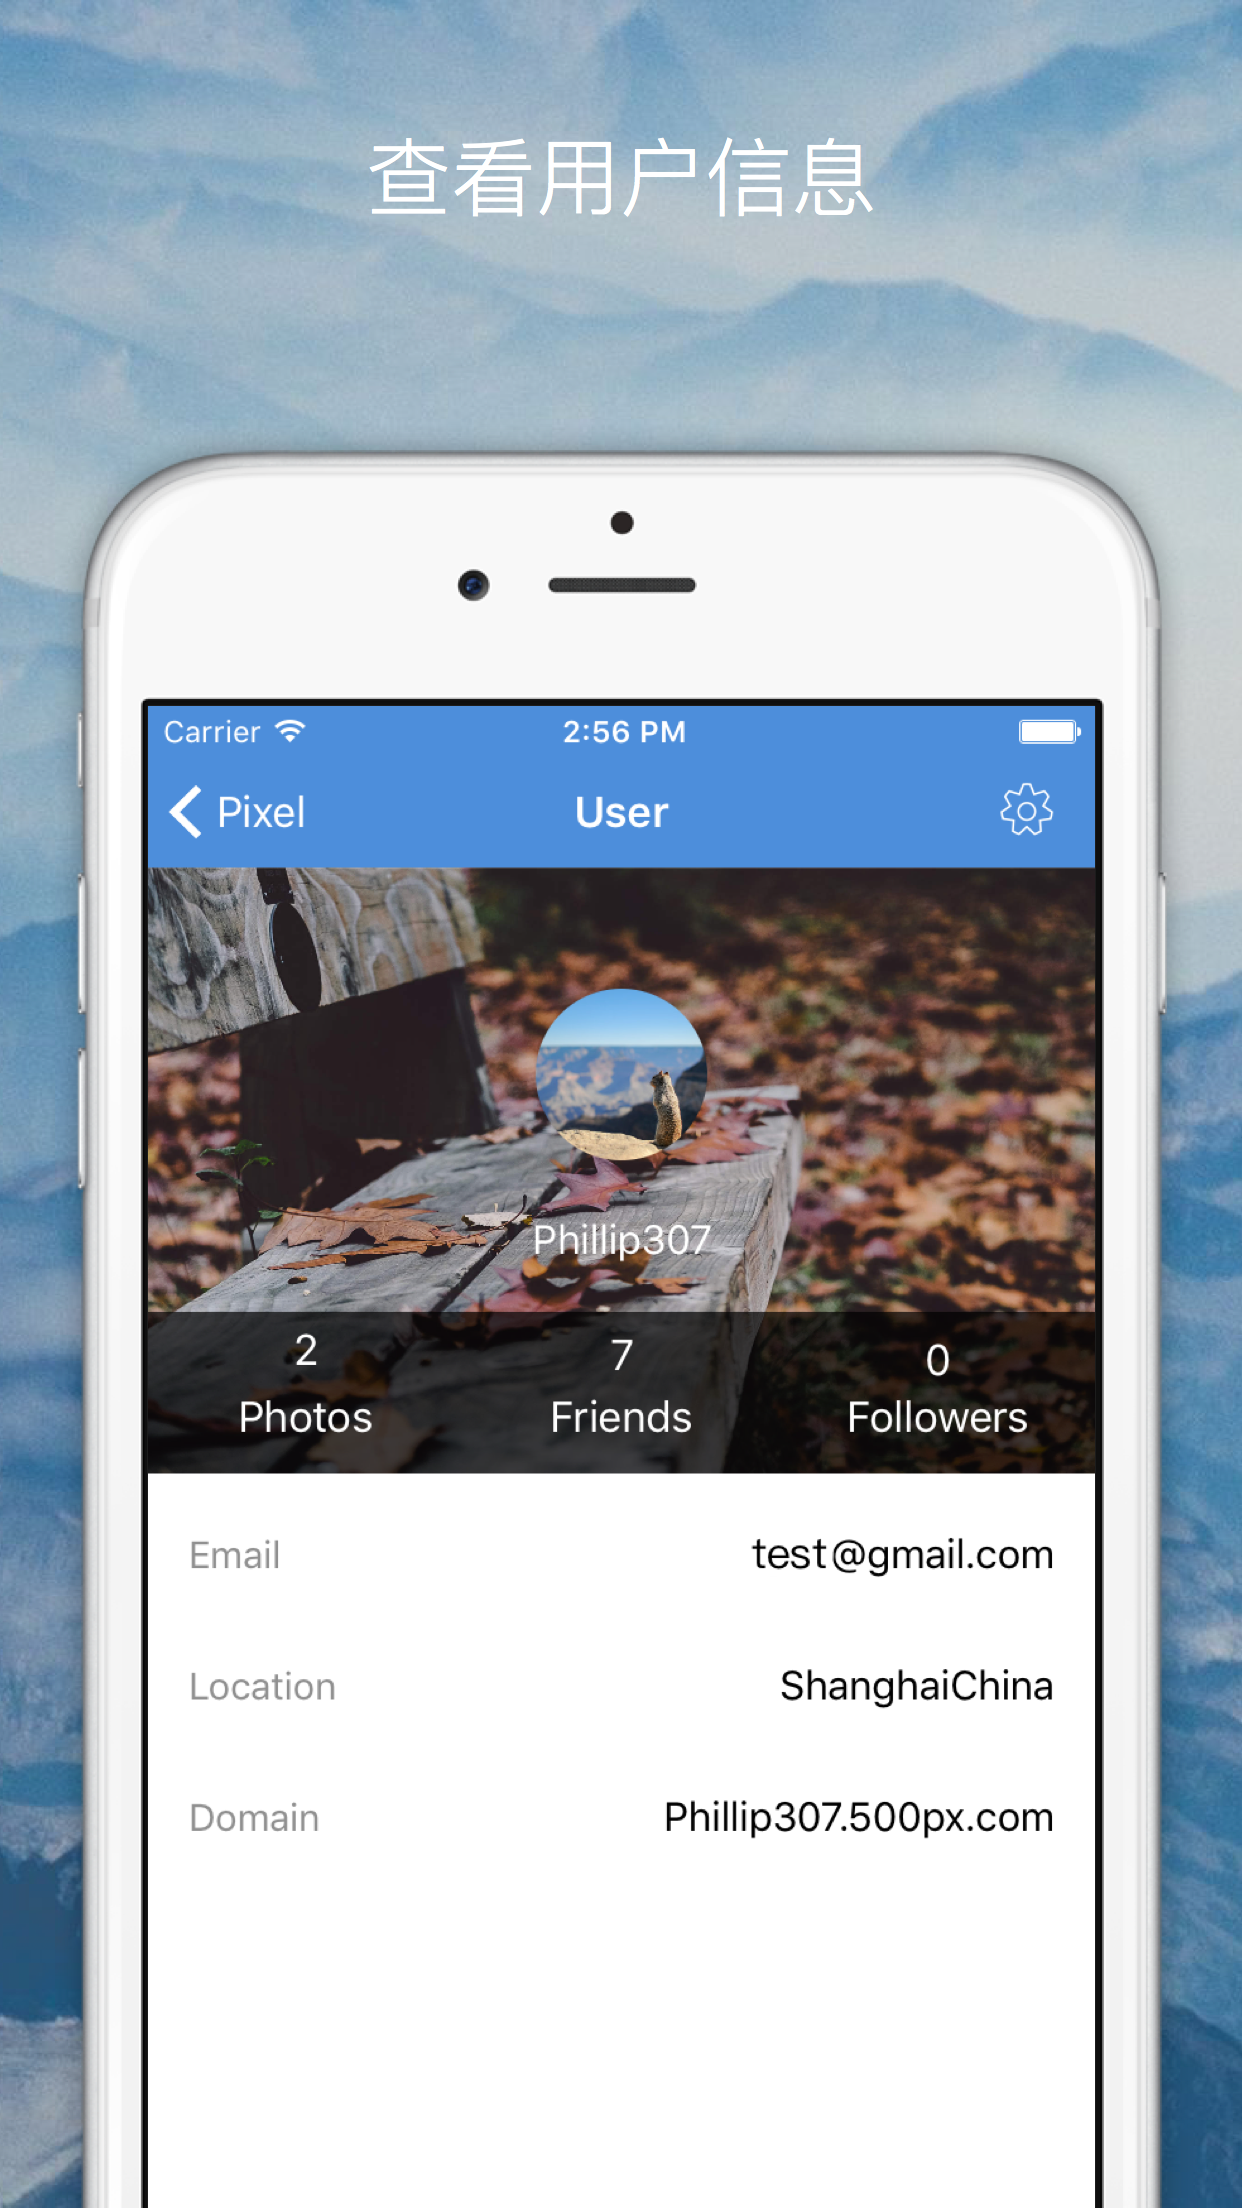 查看用户信息
Carrier 2:56 PM
Pixel User
Phillip307
2 7 0
Photos Friends Followers
Email test@gmail.com
Location ShanghaiChina
Domain Phillip307.500px.com